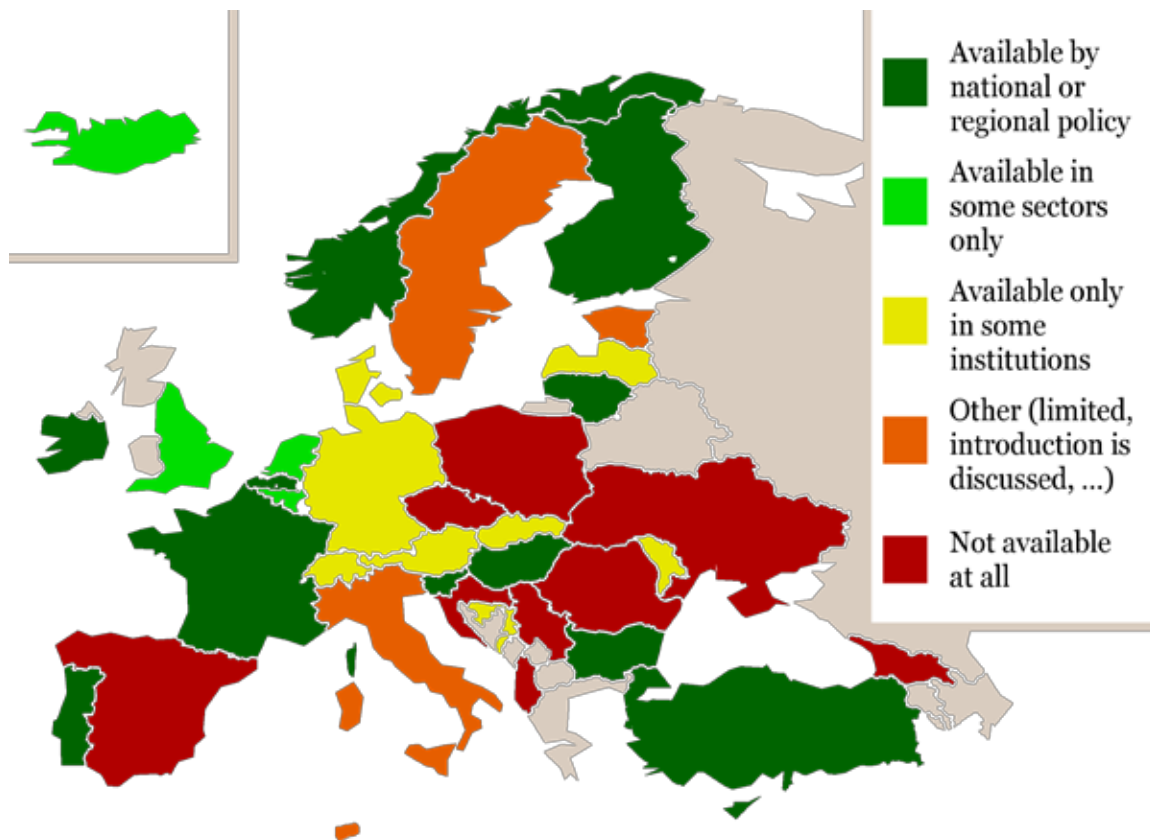 Available by
national or
regional policy
Available in
some sectors
only
Available only
in some
institutions
Other (limited,
introduction is
discussed, ...)
Not available
at all